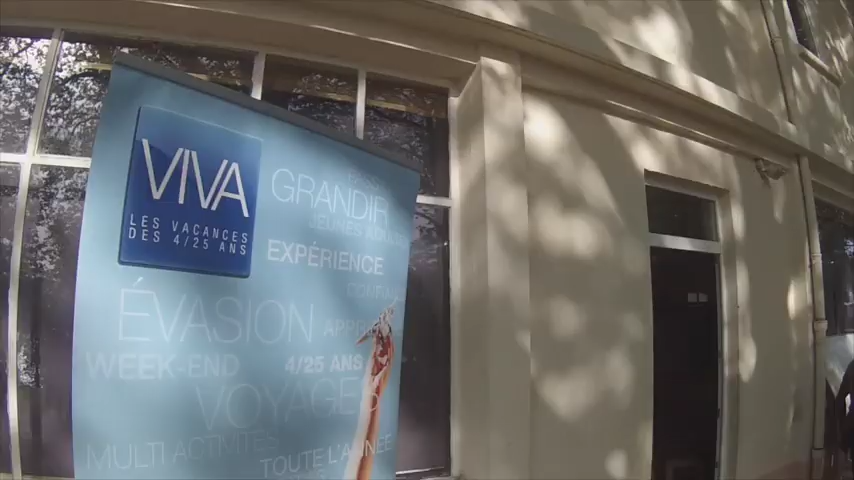 VIVA
LES VACANCES
DES 4/25 ANS
GRANDIR
EXPÉRIENCE
ÉVASION
WEEK-END
4/25 ANS
VOYAGE
MULTI ACTIVITÉS
TOUTE L'ANNÉE